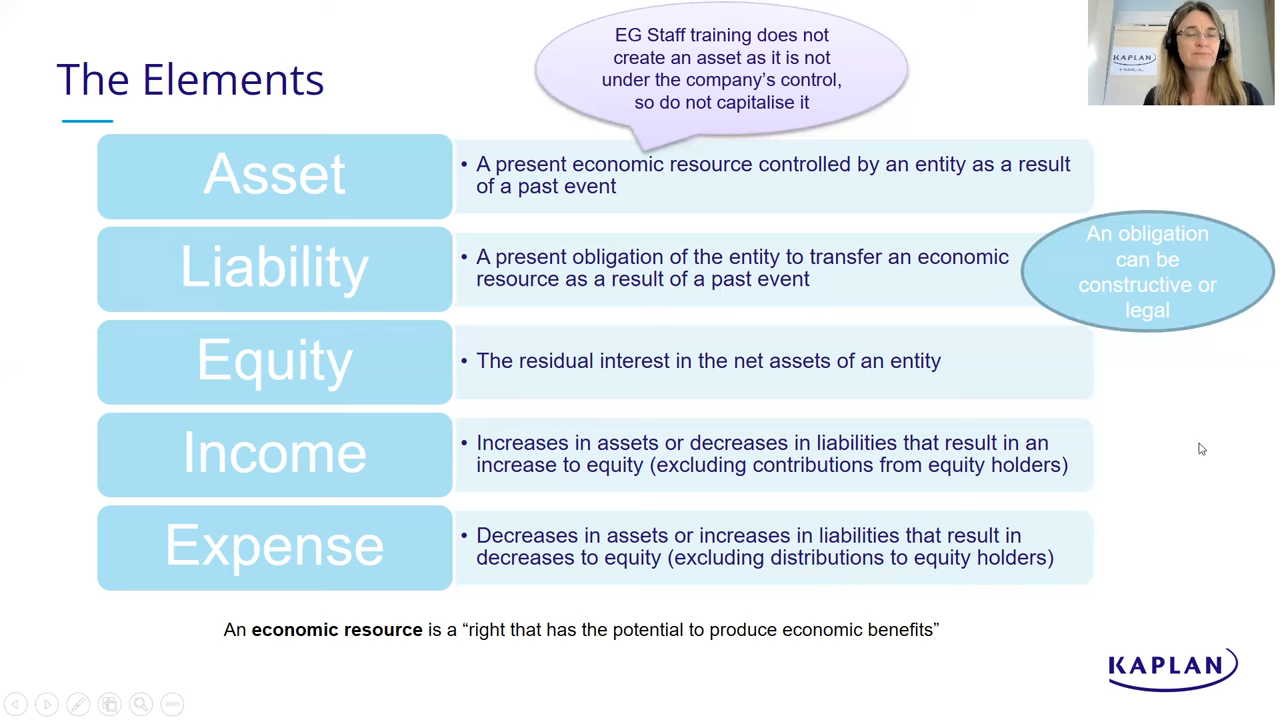 The Elements
EG Staff training does not
create an asset as it is not
under the company's control,
so do not capitalise it
KAPLAN
FINANCIAL
Asset
• A present economic resource controlled by an entity as a result
of a past event
Liability
• A present obligation of the entity to transfer an economic
resource as a result of a past event
An obligation
can be
constructive or
legal
Equity
• The residual interest in the net assets of an entity
Income
• Increases in assets or decreases in liabilities that result in an
increase to equity (excluding contributions from equity holders)
Expense
• Decreases in assets or increases in liabilities that result in
decreases to equity (excluding distributions to equity holders)
An economic resource is a “right that has the potential to produce economic benefits”
KAPLAN